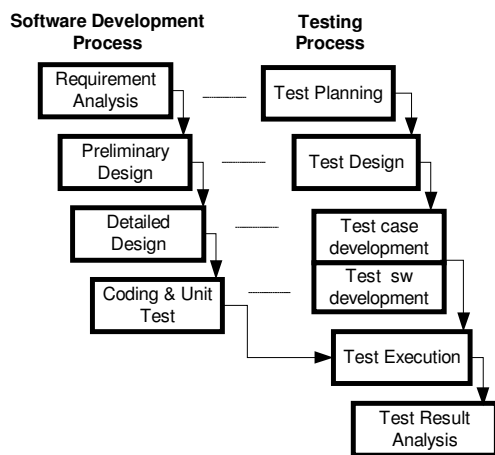 Software Development
Process
Testing
Process
Requirement
Analysis
Test Planning
Preliminary
Design
Test Design
Detailed
Design
Test case
development
Coding & Unit
Test
Test sw
development
Test Execution
Test Result
Analysis